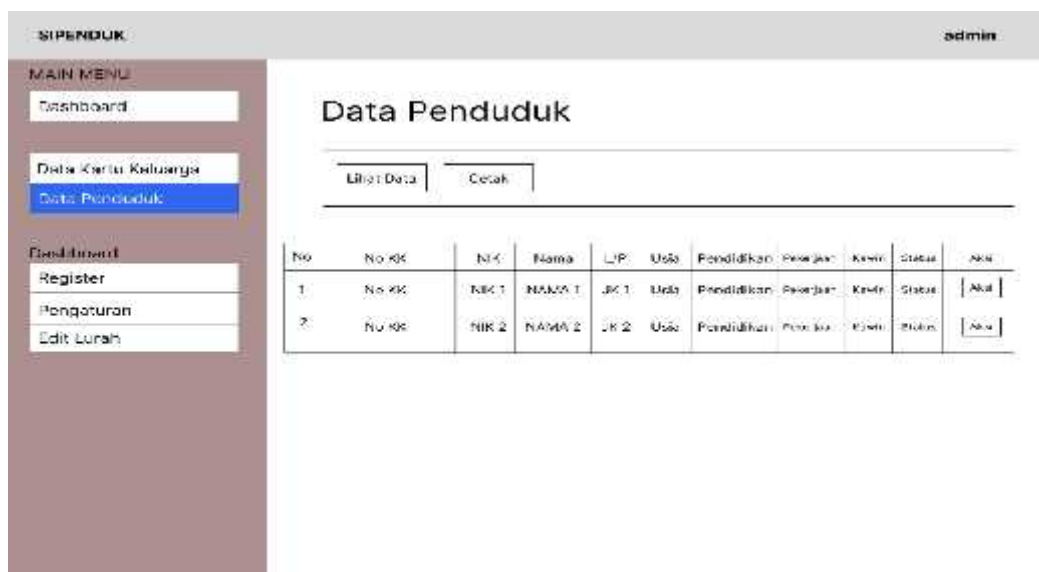 SIPENDUK admin
MAIN MENU
Dashboard
Data Penduduk
Data Kartu Keluarga
Lihat Data Cetak
Data Penduduk
Dashboard
No No KK NIK Nama L/P Usia Pendidikan Pekerjaan Kawin Status Aksi
Register
1 No KK NIK 1 NAMA 1 JK 1 Usia Pendidikan Pekerjaan Kawin Status Aksi
Pengaturan
2 No KK NIK 2 NAMA 2 JK 2 Usia Pendidikan Pekerjaan Kawin Status Aksi
Edit Lurah